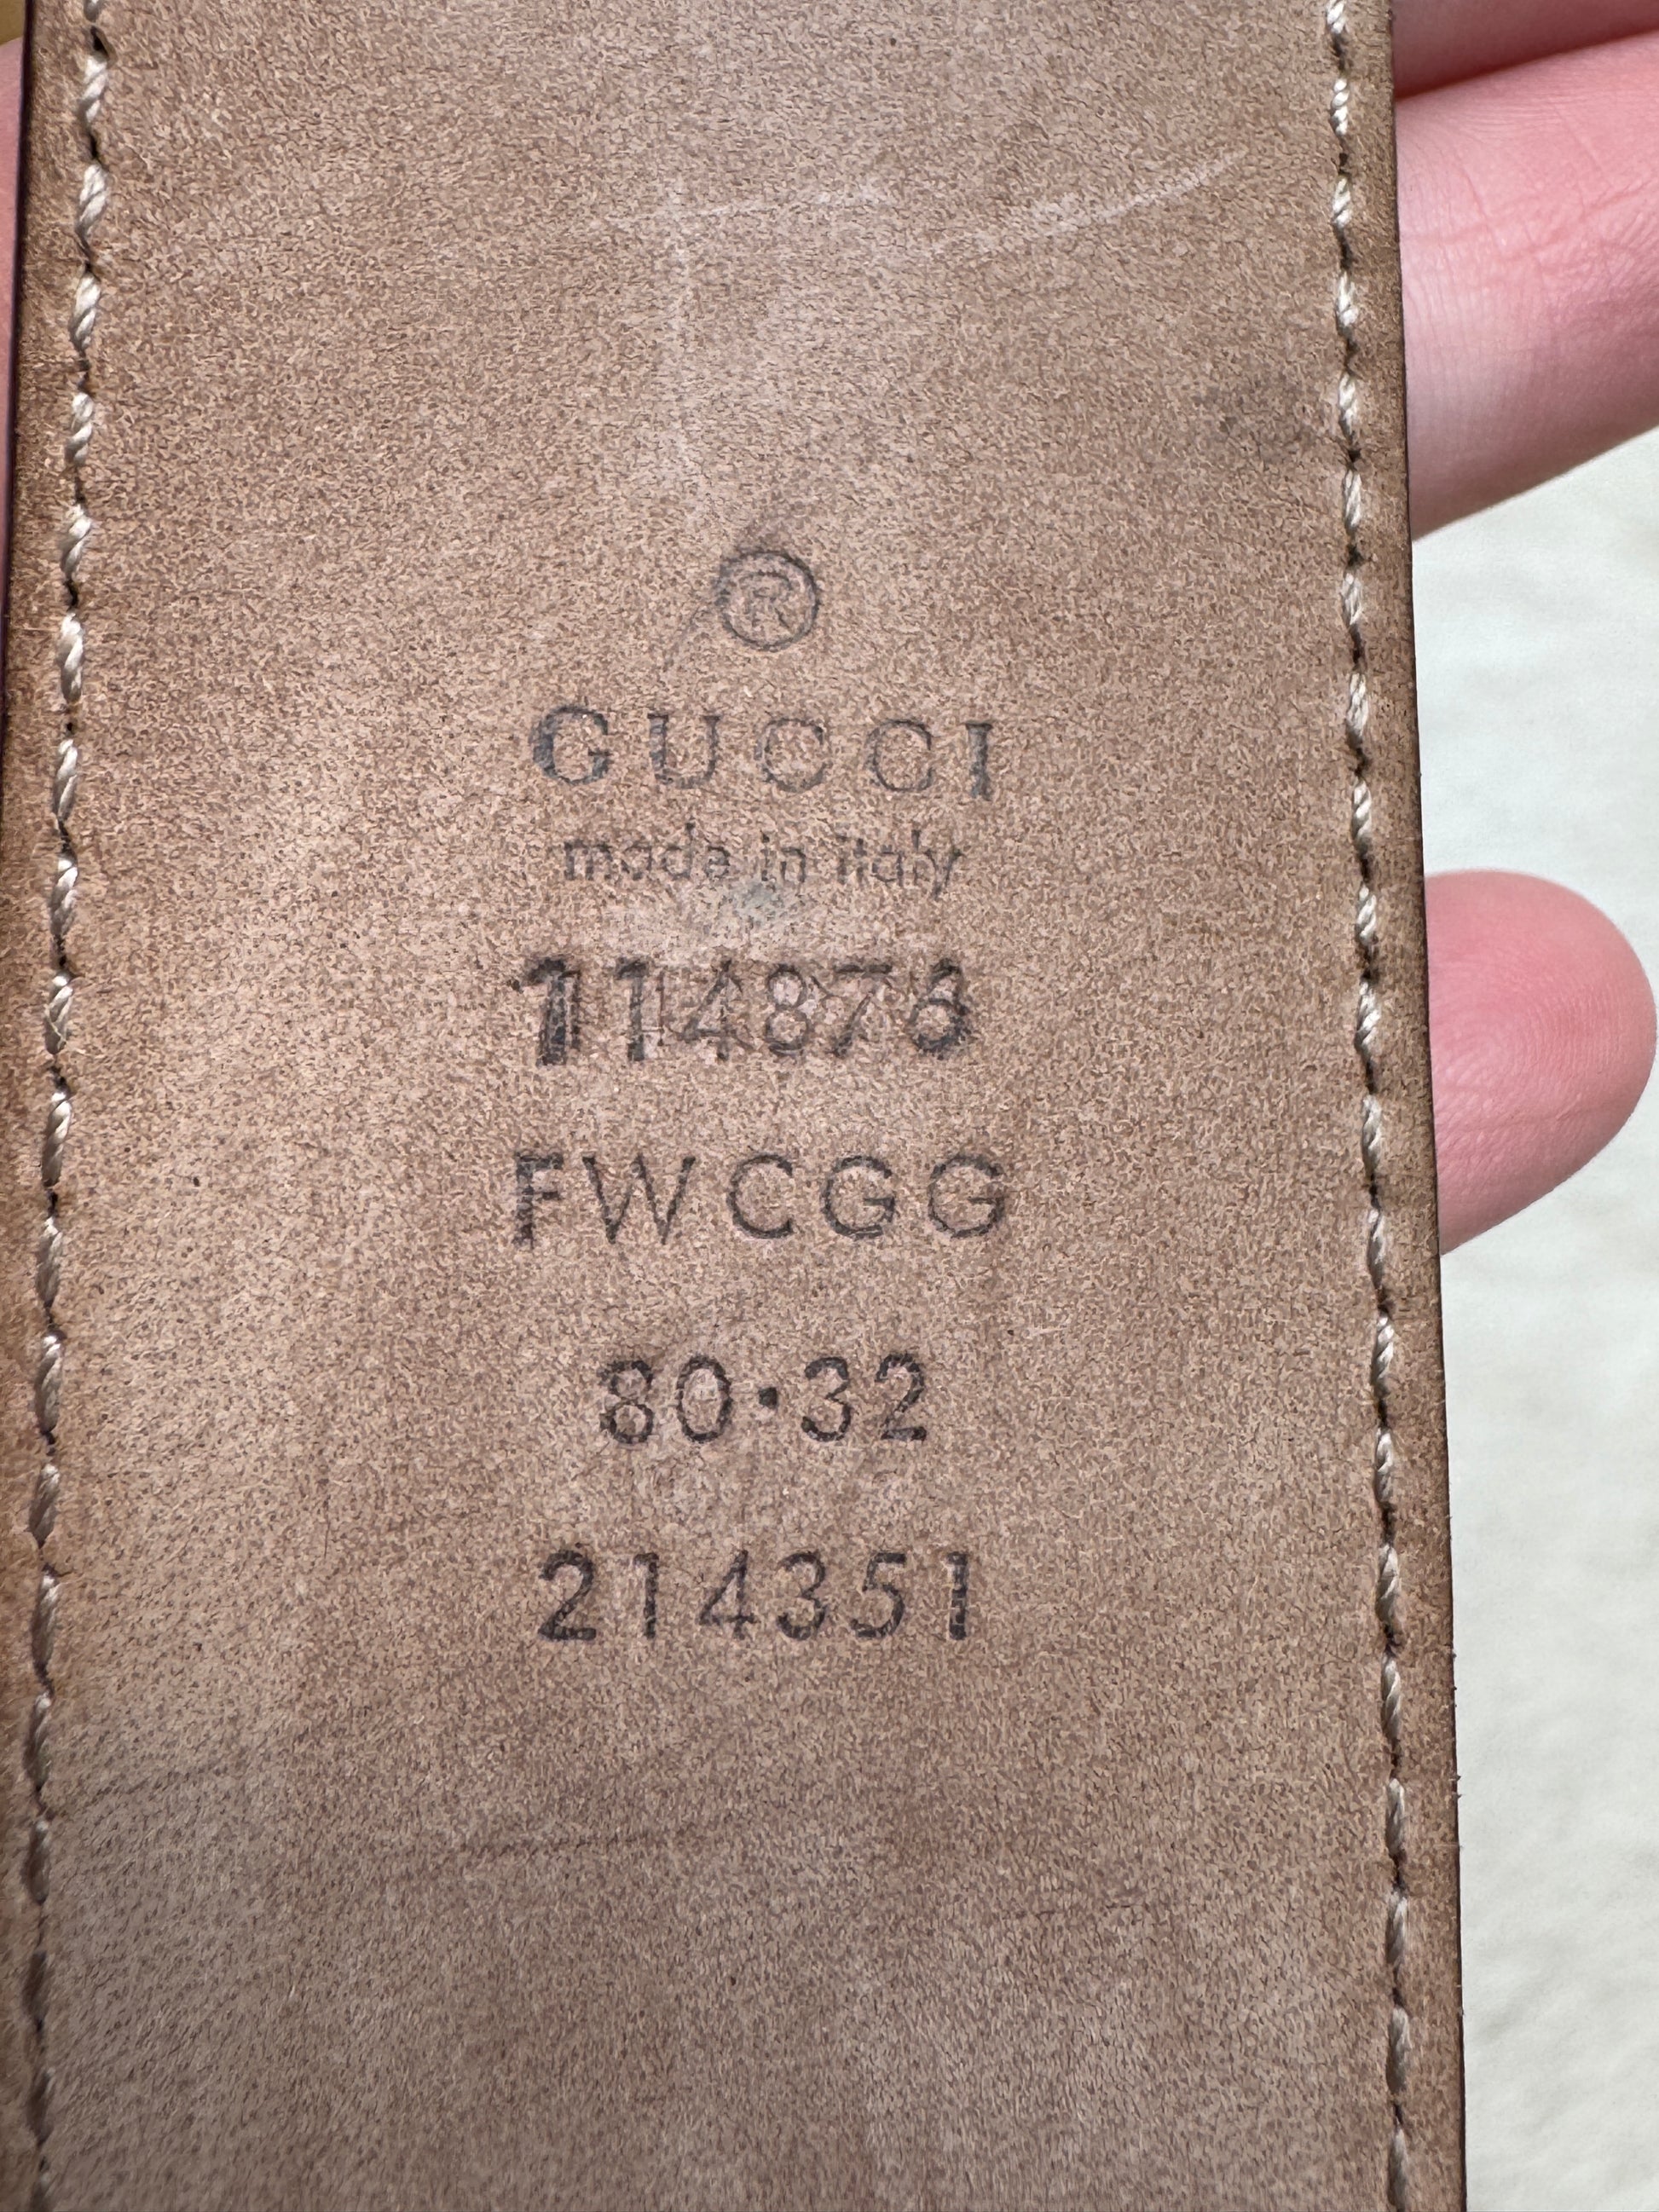 ®
GUCCI
made in italy
114876
FWCGG
80·32
214351